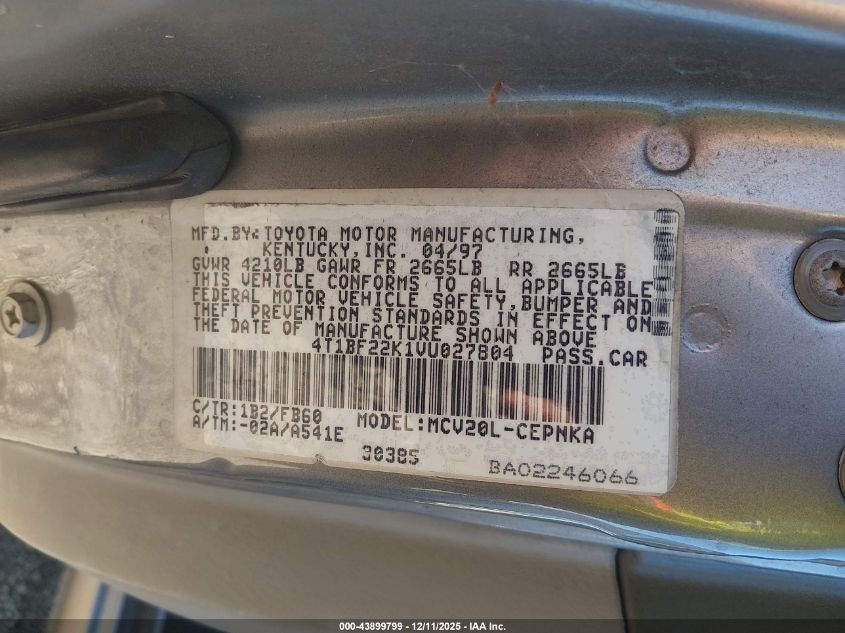 MFD.BY:TOYOTA MOTOR MANUFACTURING,
KENTUCKY,INC. 04/97
GVWR 4210LB GAWR FR 2665LB RR 2665LB
THIS VEHICLE CONFORMS TO ALL APPLICABLE
FEDERAL MOTOR VEHICLE SAFETY,BUMPER AND
THEFT PREVENTION STANDARDS IN EFFECT ON
THE DATE OF MANUFACTURE SHOWN ABOVE
4T1BF22K1VU027804 PASS.CAR
C/TR:1B2/FB60 MODEL:MCV20L-CEPNKA
A/TM:-02A/A541E
30385 BA02246066
000-43899799 - 12/11/2025 - IAA Inc.